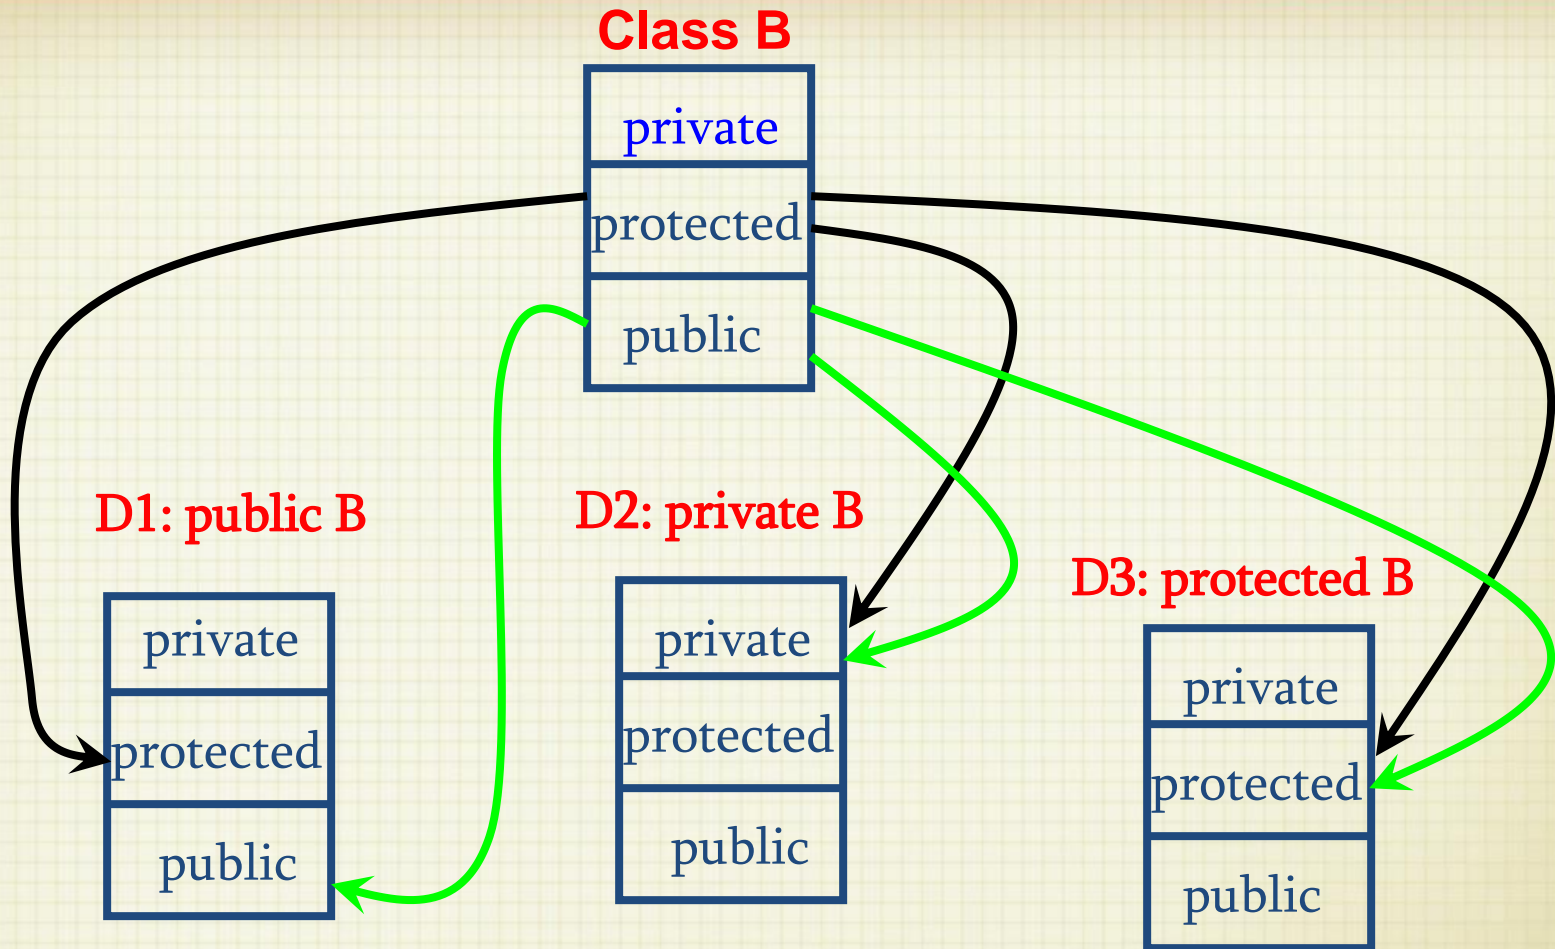 Class B
private
protected
public
D1: public B
private
protected
public
D2: private B
private
protected
public
D3: protected B
private
protected
public